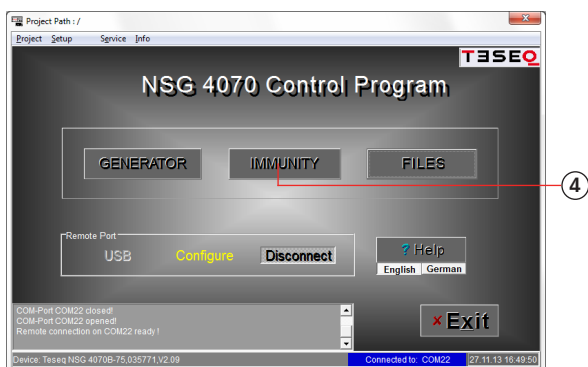 Project Path : /
Project Setup Service Info
TESEQ
NSG 4070 Control Program
GENERATOR IMMUNITY FILES
4
Remote Port
USB Configure Disconnect
? Help
English German
COM-Port COM22 closed!
COM-Port COM22 opened!
Remote connection on COM22 ready !
×Exit
Device: Teseq NSG 4070B-75,035771,V2.09 Connected to: COM22 27.11.13 16:49:50